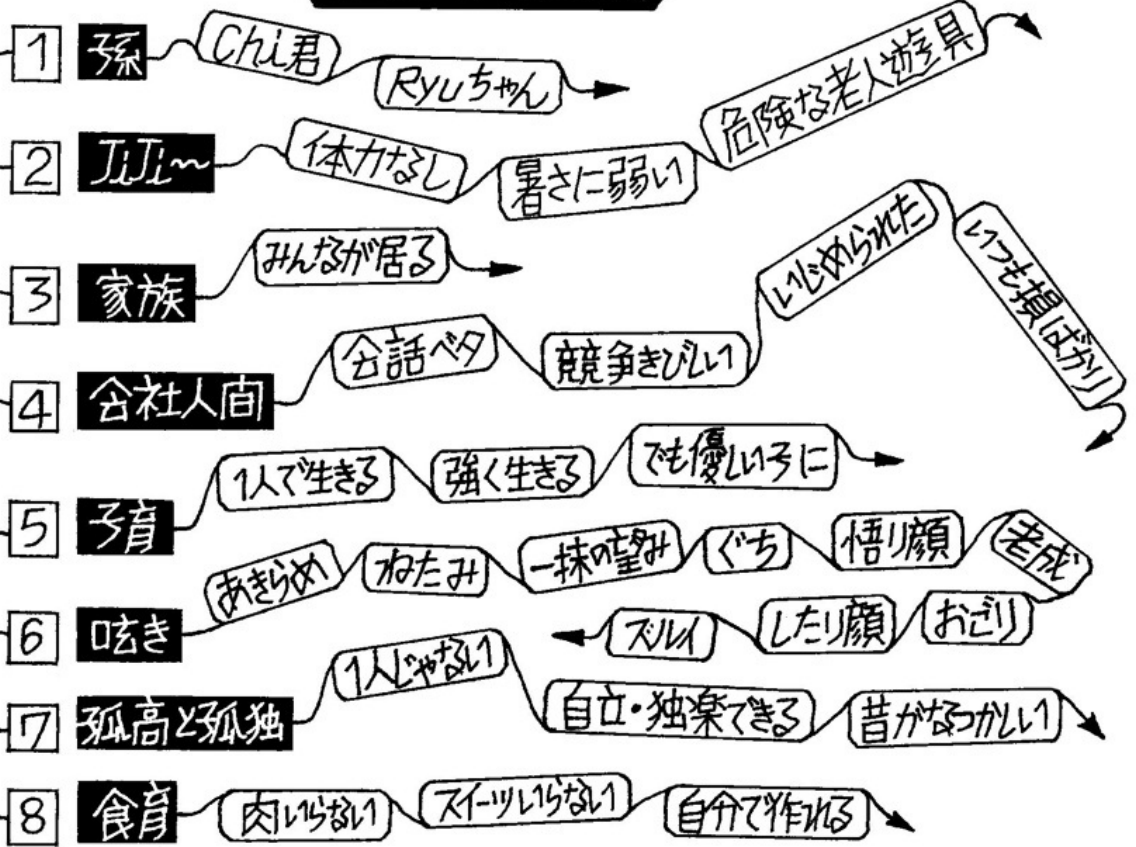 1 孫 Chi君 Ryuちゃん
2 JiJi〜 体力なし 暑さに弱い 危険な老人遊具
3 家族 みんなが居る
4 会社人間 会話ベタ 競争きびしい いじめられた いつも損ばかり
5 子育 1人で生きる 強く生きる でも優しい子に
6 呟き あきらめ ねたみ 一抹の望み ぐち 悟り顔 老成 おごり したり顔 ズルイ
7 孤高と孤独 1人じゃない 自立・独楽できる 昔がなつかしい
8 食育 肉いらない スイーツいらない 自分で作れる